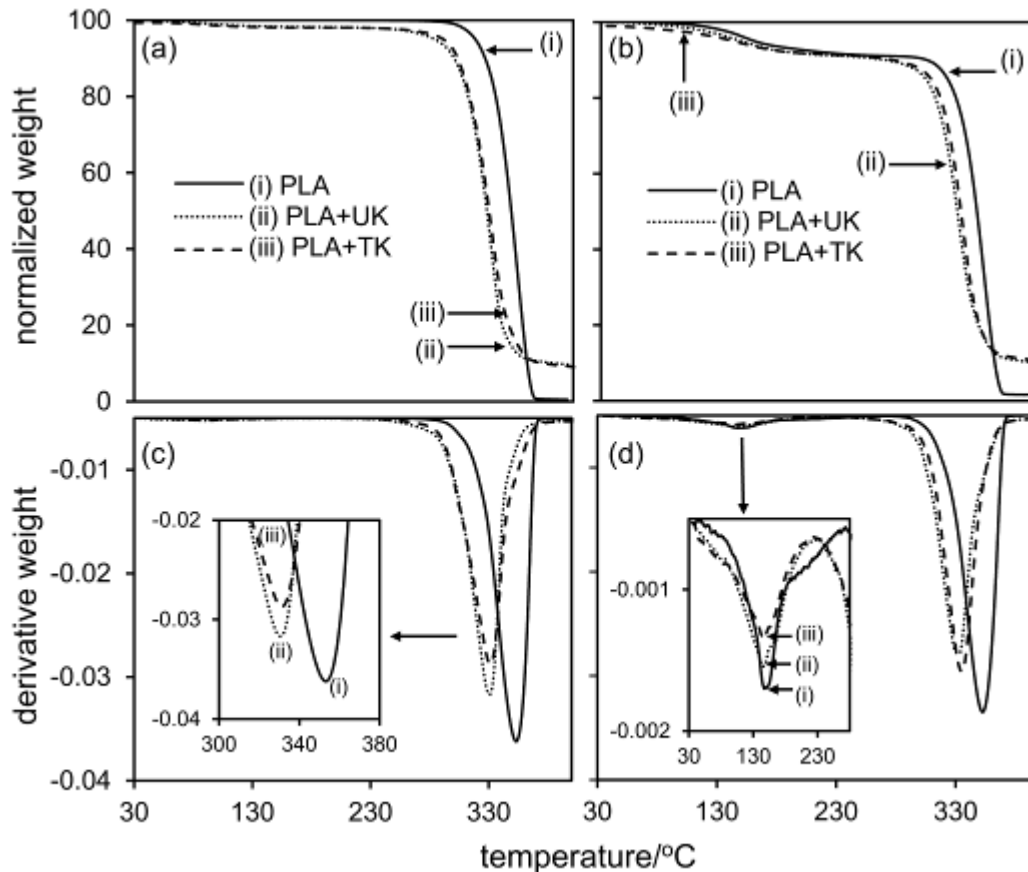 normalized weight
100
80
60
40
20
0
(a)
(i)
(i) PLA
(ii) PLA+UK
(iii) PLA+TK
(iii)
(ii)
(b)
(i)
(iii)
(ii)
(i) PLA
(ii) PLA+UK
(iii) PLA+TK
derivative weight
-0.01
-0.02
-0.03
-0.04
(c)
-0.02
-0.03
-0.04
(iii)
(ii)
(i)
300 340 380
30 130 230 330
(d)
-0.001
-0.002
(iii)
(ii)
(i)
30 130 230
30 130 230 330
temperature/°C